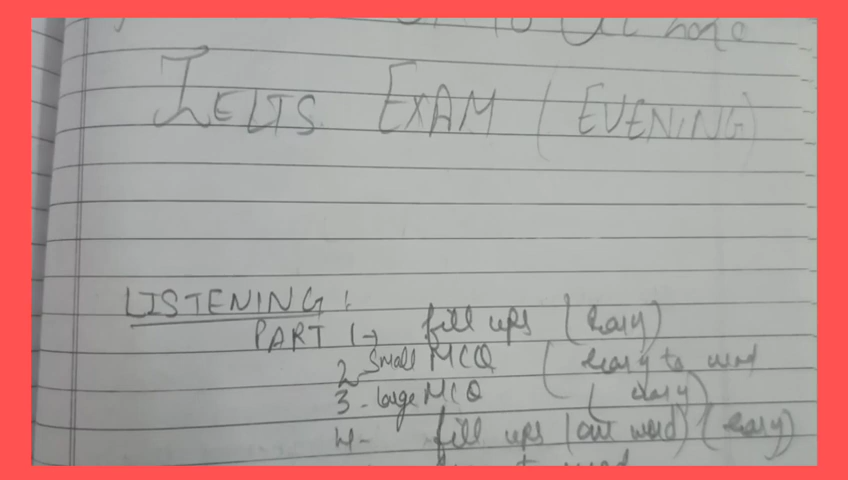 IELTS EXAM (EVENING)
LISTENING :
PART 1→ fill ups (Easy)
2 Small MCQ (Easy to
3 - large MCQ (easy)
4 - fill ups (one word) (Easy)